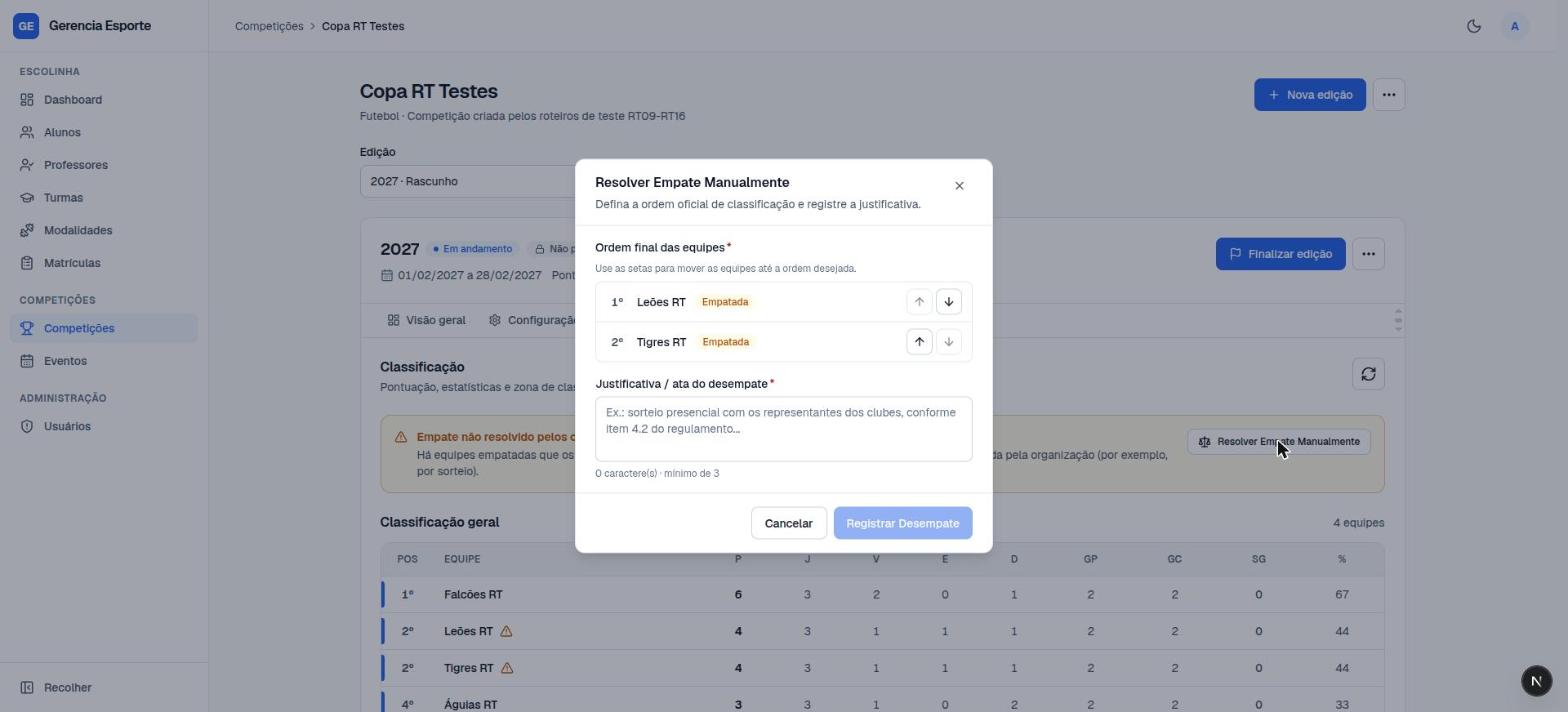 GE Gerencia Esporte
Competições > Copa RT Testes
A
ESCOLINHA
Dashboard
Alunos
Professores
Turmas
Modalidades
Matrículas
COMPETIÇÕES
Competições
Eventos
ADMINISTRAÇÃO
Usuários
Recolher
Copa RT Testes
Futebol · Competição criada pelos roteiros de teste RT09-RT16
Nova edição
Edição
2027 · Rascunho
2027 Em andamento Não p
01/02/2027 a 28/02/2027 Pont
Finalizar edição
Visão geral Configuraçã
Classificação
Pontuação, estatísticas e zona de clas
Empate não resolvido pelos c
Há equipes empatadas que os
da pela organização (por exemplo,
por sorteio).
Resolver Empate Manualmente
Classificação geral
4 equipes
POS EQUIPE P J V E D GP GC SG %
1º Falcões RT 6 3 2 0 1 2 2 0 67
2º Leões RT 4 3 1 1 1 2 2 0 44
2º Tigres RT 4 3 1 1 1 2 2 0 44
4º Águias RT 3 3 1 0 2 2 2 0 33
Resolver Empate Manualmente
Defina a ordem oficial de classificação e registre a justificativa.
Ordem final das equipes*
Use as setas para mover as equipes até a ordem desejada.
1º Leões RT Empatada
2º Tigres RT Empatada
Justificativa / ata do desempate*
Ex.: sorteio presencial com os representantes dos clubes, conforme
item 4.2 do regulamento...
0 caractere(s) · mínimo de 3
Cancelar
Registrar Desempate
N